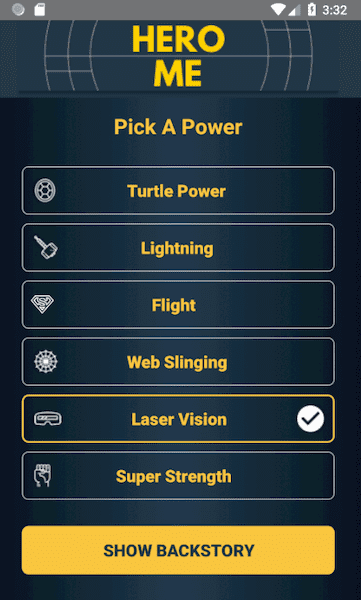 3:32
HERO
ME
Pick A Power
Turtle Power
Lightning
Flight
Web Slinging
Laser Vision
Super Strength
SHOW BACKSTORY